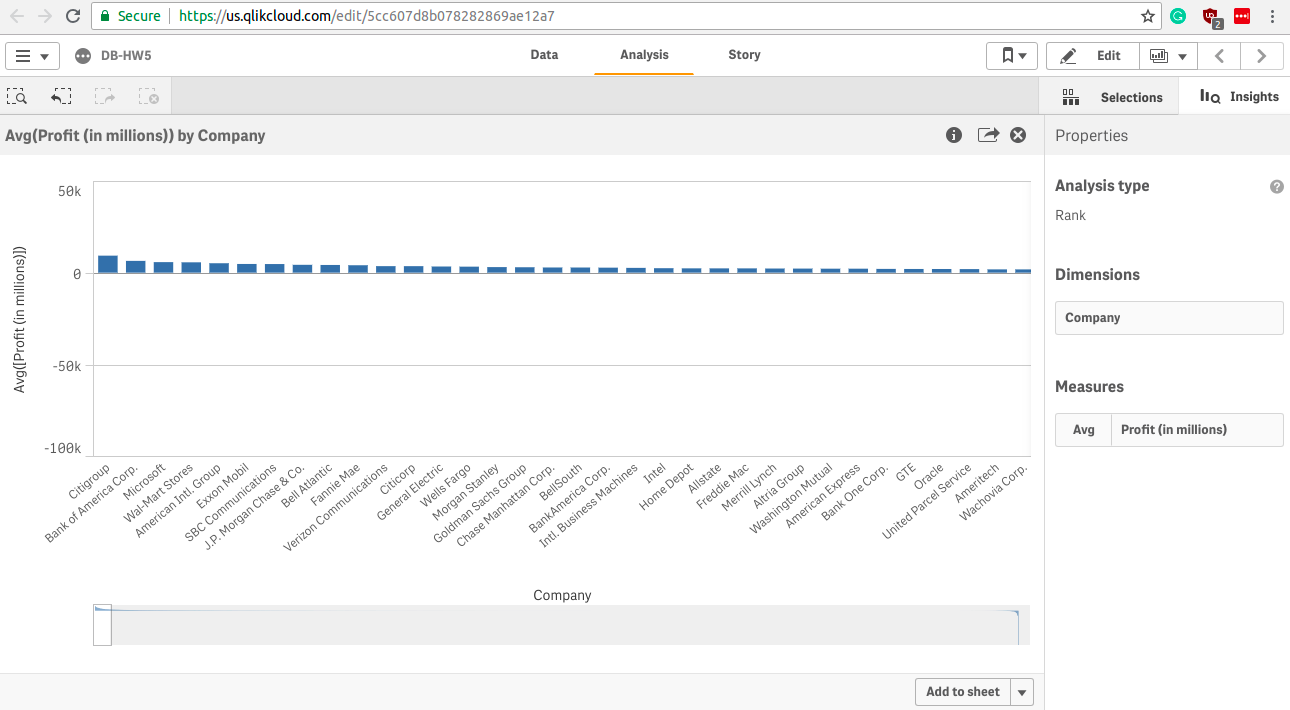 Secure https://us.qlikcloud.com/edit/5cc607d8b078282869ae12a7
2
DB-HW5
Data Analysis Story
Edit
Selections
Insights
Avg(Profit (in millions)) by Company
Properties
Analysis type
Rank
Dimensions
Company
Measures
Avg Profit (in millions)
Avg([Profit (in millions)])
50k
0
-50k
-100k
Citigroup
Bank of America Corp.
Microsoft
Wal-Mart Stores
American Intl. Group
Exxon Mobil
SBC Communications
J.P. Morgan Chase & Co.
Bell Atlantic
Fannie Mae
Verizon Communications
Citicorp
General Electric
Wells Fargo
Morgan Stanley
Goldman Sachs Group
Chase Manhattan Corp.
BellSouth
BankAmerica Corp.
Intl. Business Machines
Intel
Home Depot
Allstate
Freddie Mac
Merrill Lynch
Altria Group
Washington Mutual
American Express
Bank One Corp.
GTE
Oracle
United Parcel Service
Ameritech
Wachovia Corp.
Company
Add to sheet